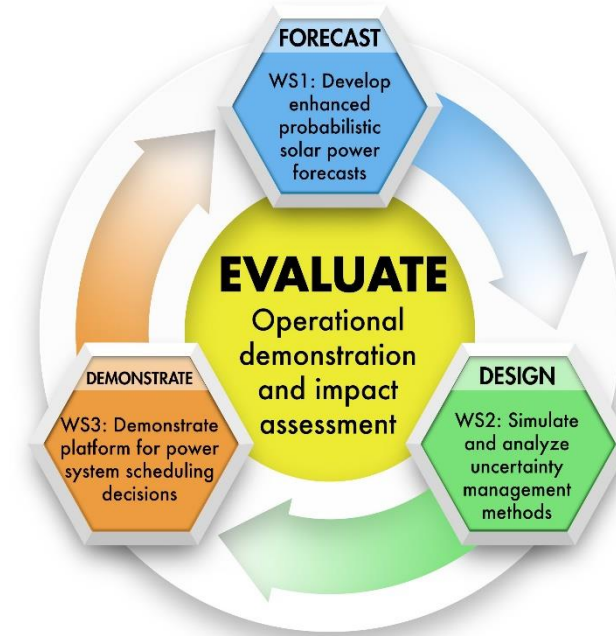 FORECAST
WS1: Develop
enhanced
probabilistic
solar power
forecasts
EVALUATE
Operational
demonstration
and impact
assessment
DEMONSTRATE
WS3: Demonstrate
platform for power
system scheduling
decisions
DESIGN
WS2: Simulate
and analyze
uncertainty
management
methods